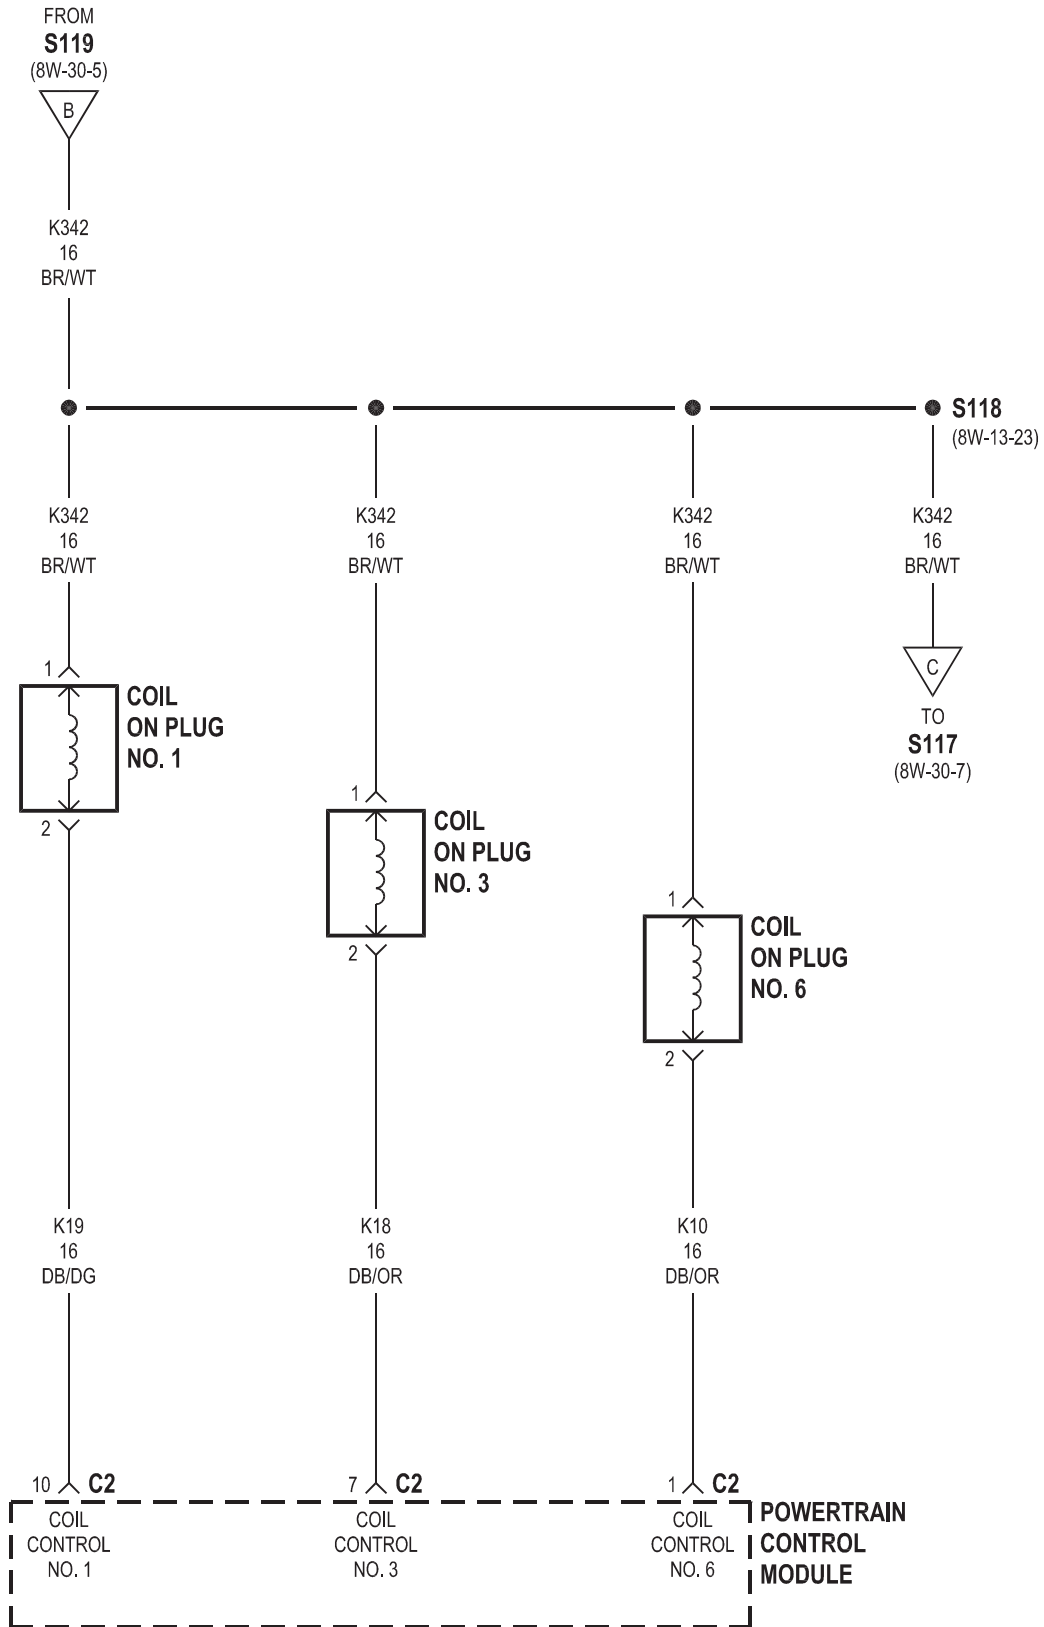 FROM
S119
(8W-30-5)
B
K342
16
BR/WT
S118
(8W-13-23)
K342
16
BR/WT
K342
16
BR/WT
K342
16
BR/WT
K342
16
BR/WT
C
TO
S117
(8W-30-7)
1
COIL
ON PLUG
NO. 1
2
1
COIL
ON PLUG
NO. 3
2
1
COIL
ON PLUG
NO. 6
2
K19
16
DB/DG
K18
16
DB/OR
K10
16
DB/OR
10 C2
7 C2
1 C2
COIL
CONTROL
NO. 1
COIL
CONTROL
NO. 3
COIL
CONTROL
NO. 6
POWERTRAIN
CONTROL
MODULE